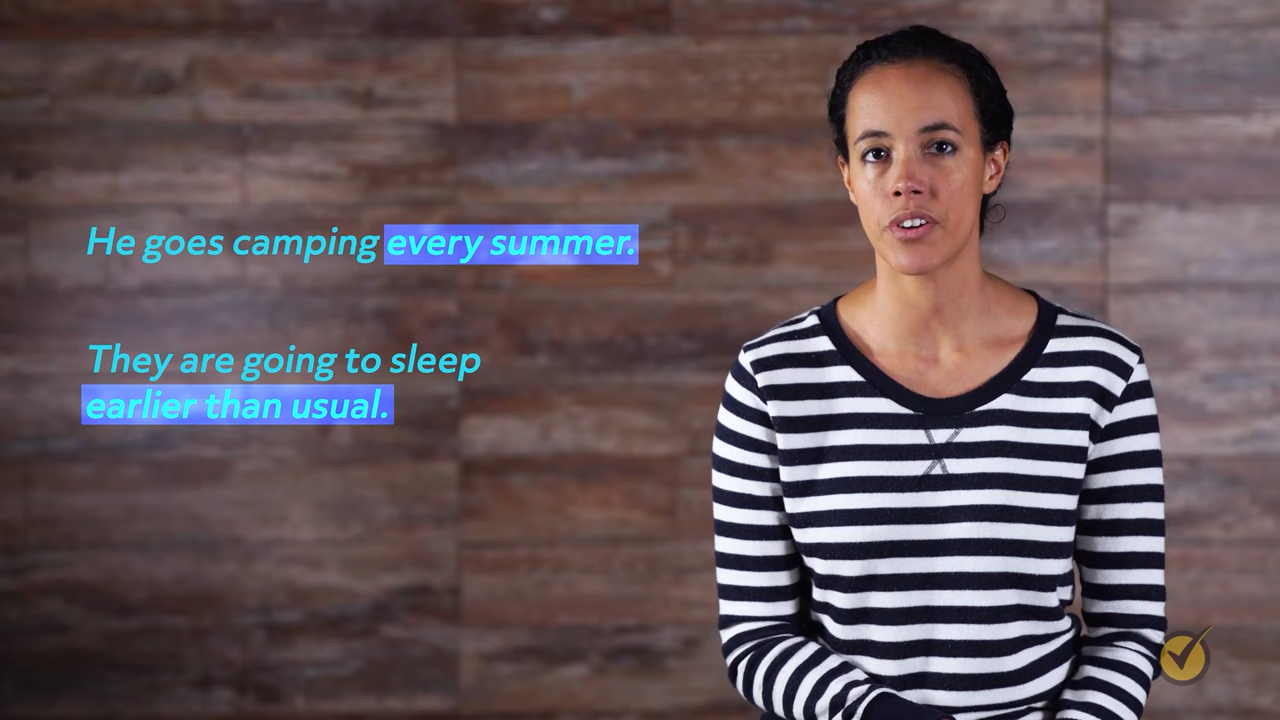 He goes camping every summer.
They are going to sleep
earlier than usual.